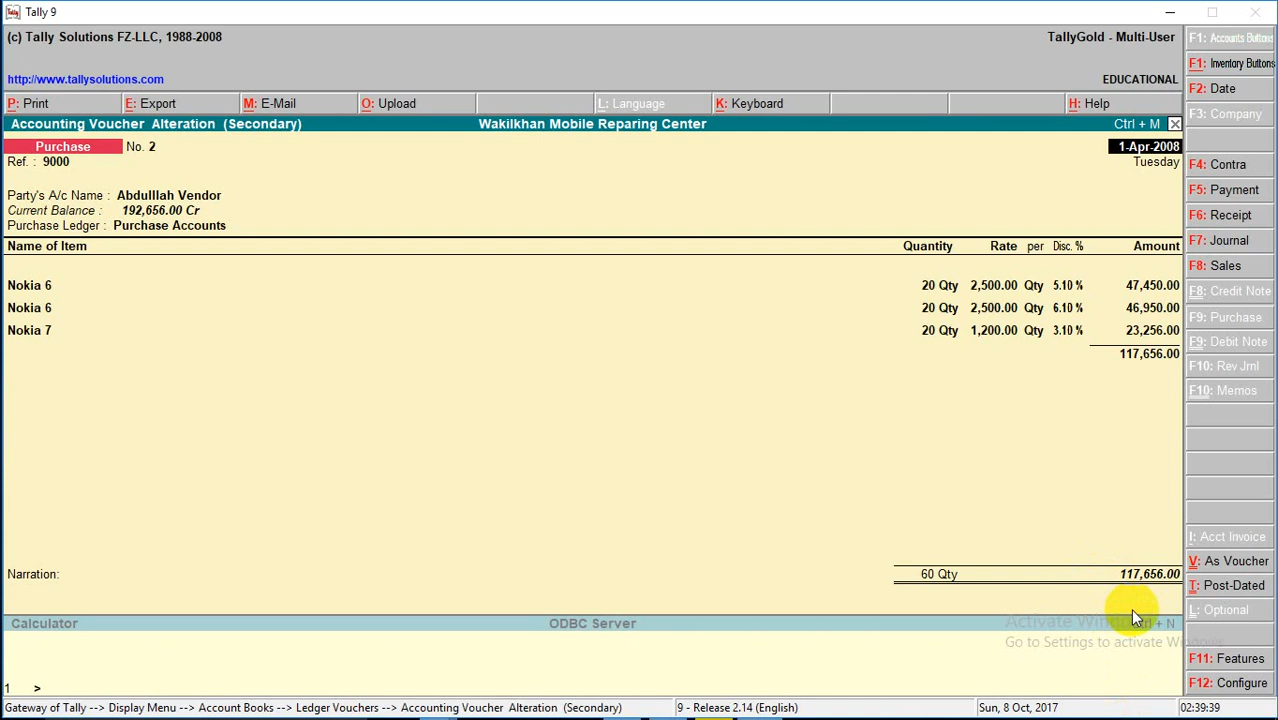 Tally 9
(c) Tally Solutions FZ-LLC, 1988-2008
TallyGold - Multi-User
http://www.tallysolutions.com
EDUCATIONAL
P: Print E: Export M: E-Mail O: Upload L: Language K: Keyboard H: Help
Accounting Voucher Alteration (Secondary) Wakilkhan Mobile Reparing Center Ctrl + M
Purchase No. 2 1-Apr-2008
Ref. : 9000 Tuesday
Party's A/c Name : Abdulllah Vendor
Current Balance : 192,656.00 Cr
Purchase Ledger : Purchase Accounts
Name of Item Quantity Rate per Disc. % Amount
Nokia 6 20 Qty 2,500.00 Qty 5.10 % 47,450.00
Nokia 6 20 Qty 2,500.00 Qty 6.10 % 46,950.00
Nokia 7 20 Qty 1,200.00 Qty 3.10 % 23,256.00
117,656.00
Narration: 60 Qty 117,656.00
Calculator ODBC Server + N
Activate Windows
Go to Settings to activate Windows
1 >
Gateway of Tally --> Display Menu --> Account Books --> Ledger Vouchers --> Accounting Voucher Alteration (Secondary) 9 - Release 2.14 (English) Sun, 8 Oct, 2017 02:39:39
F1: Accounts Buttons
F1: Inventory Buttons
F2: Date
F3: Company
F4: Contra
F5: Payment
F6: Receipt
F7: Journal
F8: Sales
F8: Credit Note
F9: Purchase
F9: Debit Note
F10: Rev Jrnl
F10: Memos
I: Acct Invoice
V: As Voucher
T: Post-Dated
L: Optional
F11: Features
F12: Configure